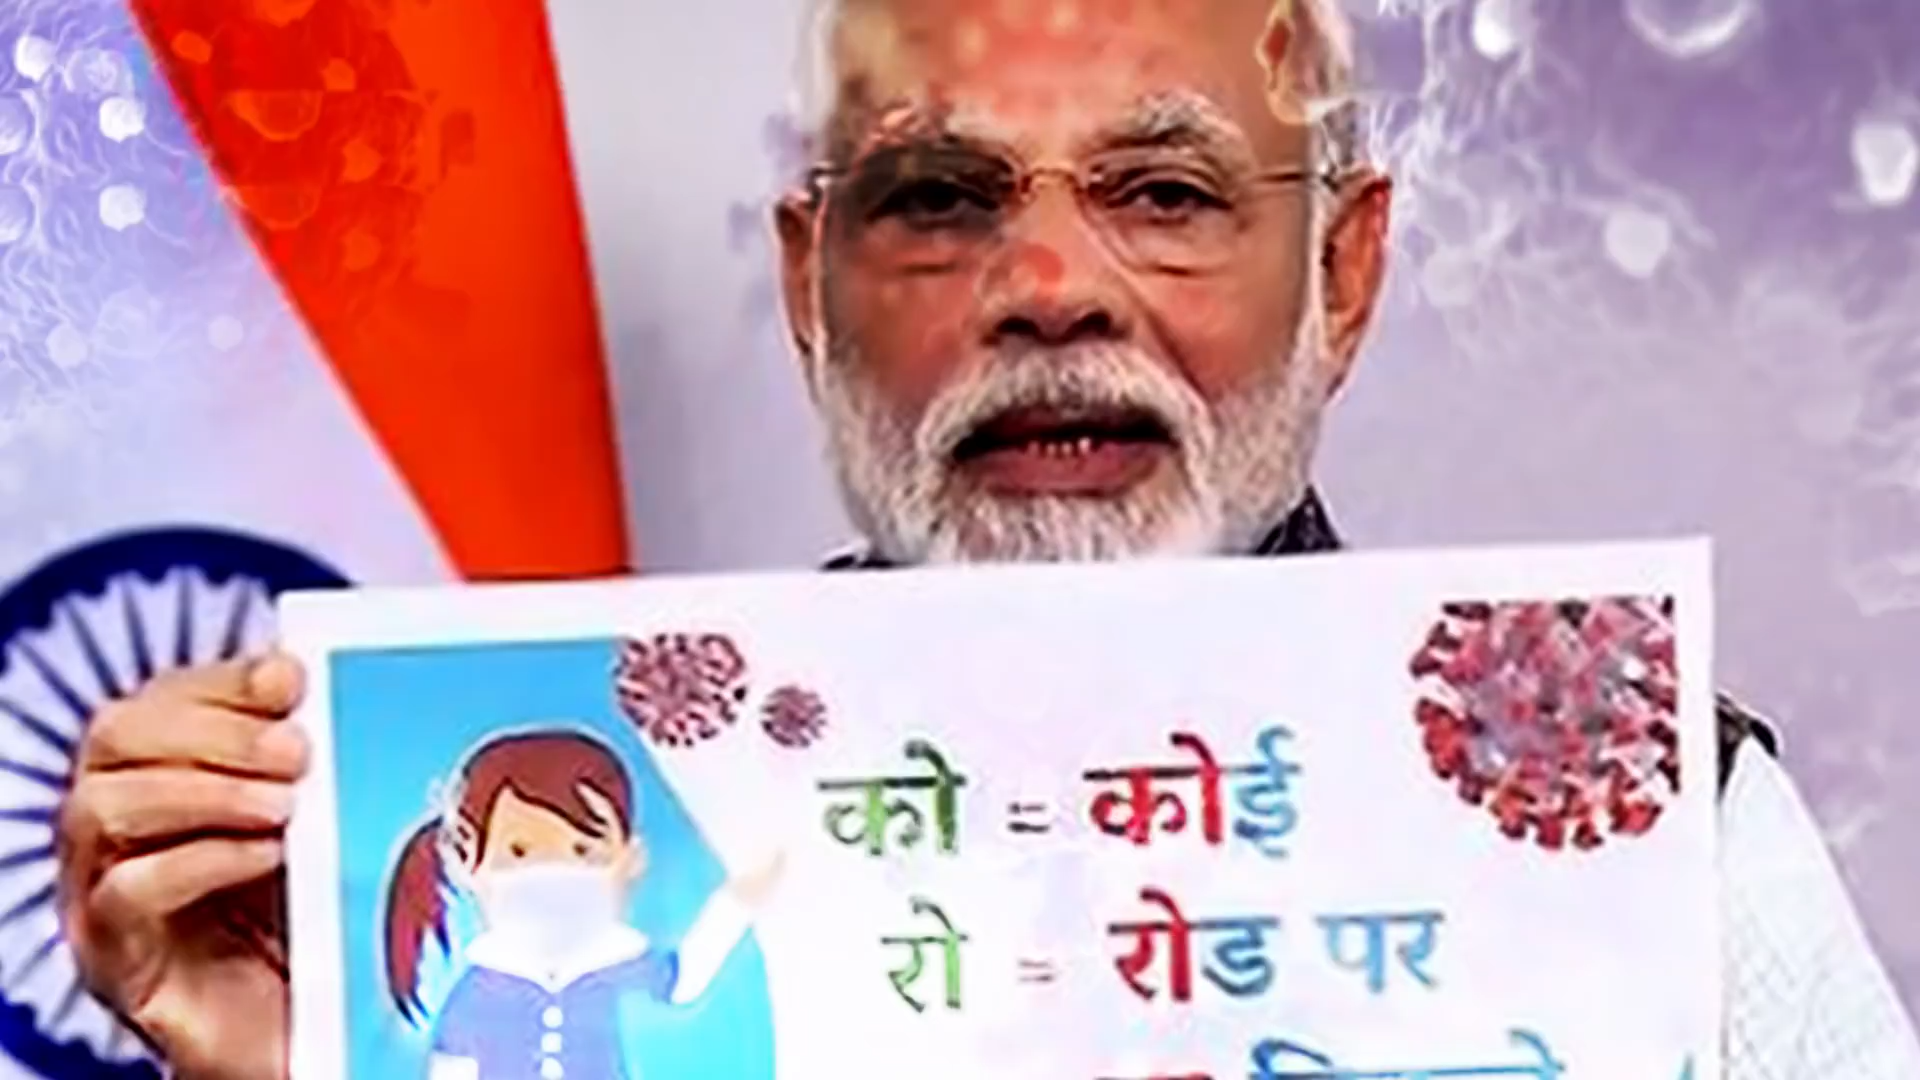 को = कोई
रो = रोड पर